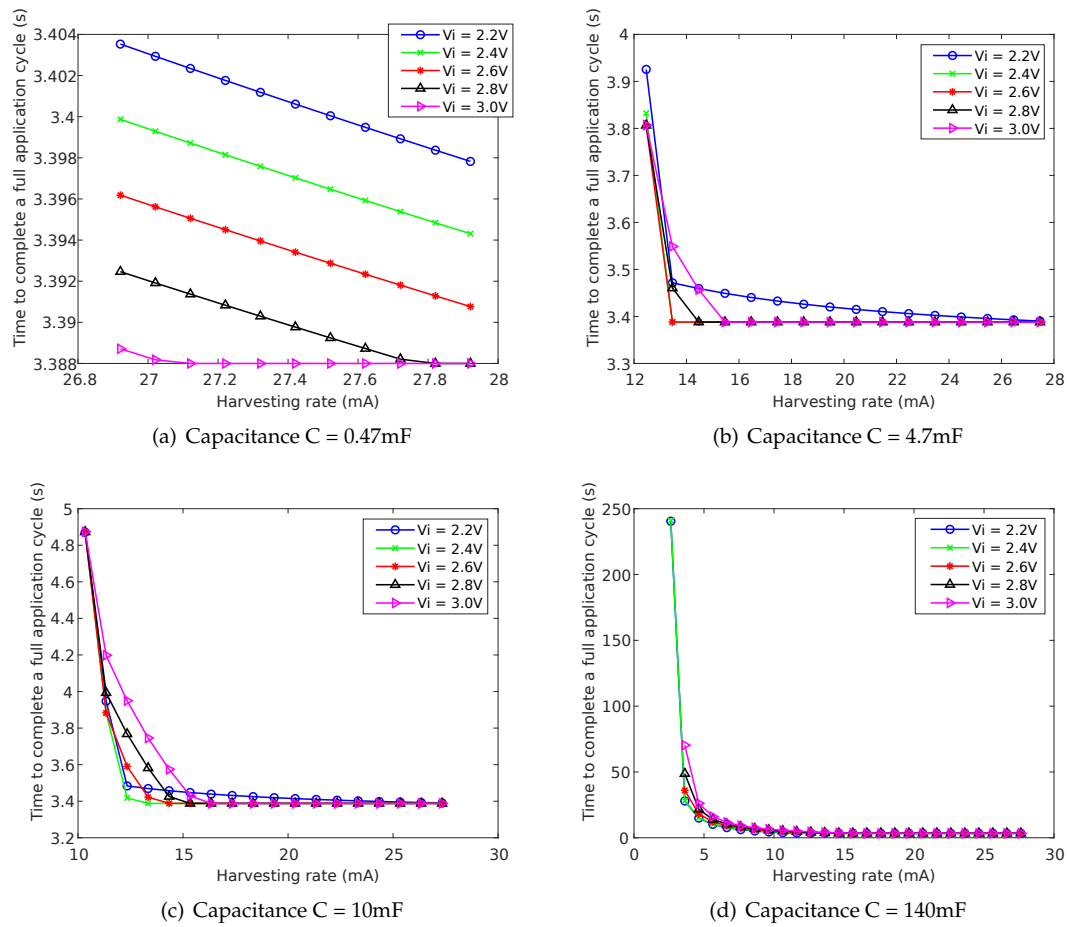 Time to complete a full application cycle (s)
3.404
3.402
3.4
3.398
3.396
3.394
3.392
3.39
3.388
26.8 27 27.2 27.4 27.6 27.8 28
Harvesting rate (mA)
Vi = 2.2V
Vi = 2.4V
Vi = 2.6V
Vi = 2.8V
Vi = 3.0V
(a) Capacitance C = 0.47mF
Time to complete a full application cycle (s)
4
3.9
3.8
3.7
3.6
3.5
3.4
3.3
12 14 16 18 20 22 24 26 28
Harvesting rate (mA)
Vi = 2.2V
Vi = 2.4V
Vi = 2.6V
Vi = 2.8V
Vi = 3.0V
(b) Capacitance C = 4.7mF
Time to complete a full application cycle (s)
5
4.8
4.6
4.4
4.2
4
3.8
3.6
3.4
3.2
10 15 20 25 30
Harvesting rate (mA)
Vi = 2.2V
Vi = 2.4V
Vi = 2.6V
Vi = 2.8V
Vi = 3.0V
(c) Capacitance C = 10mF
Time to complete a full application cycle (s)
250
200
150
100
50
0
0 5 10 15 20 25 30
Harvesting rate (mA)
Vi = 2.2V
Vi = 2.4V
Vi = 2.6V
Vi = 2.8V
Vi = 3.0V
(d) Capacitance C = 140mF